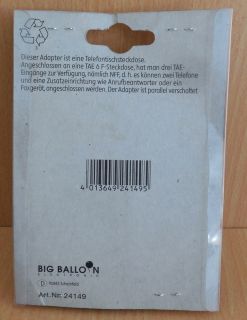 Dieser Adapter ist eine Telefontischsteckdose.
Angeschlossen an eine TAE 6 F-Steckdose, hat man drei TAE-
Eingänge zur Verfügung, nämlich NFF, d. h. es können zwei Telefone
und eine Zusatzeinrichtung wie Anrufbeantworter oder ein
Faxgerät, angeschlossen werden. Der Adapter ist parallel verschaltet
4 013649 241495
BIG BALLOON
ELECTRONIC
D
Art.Nr. 24149